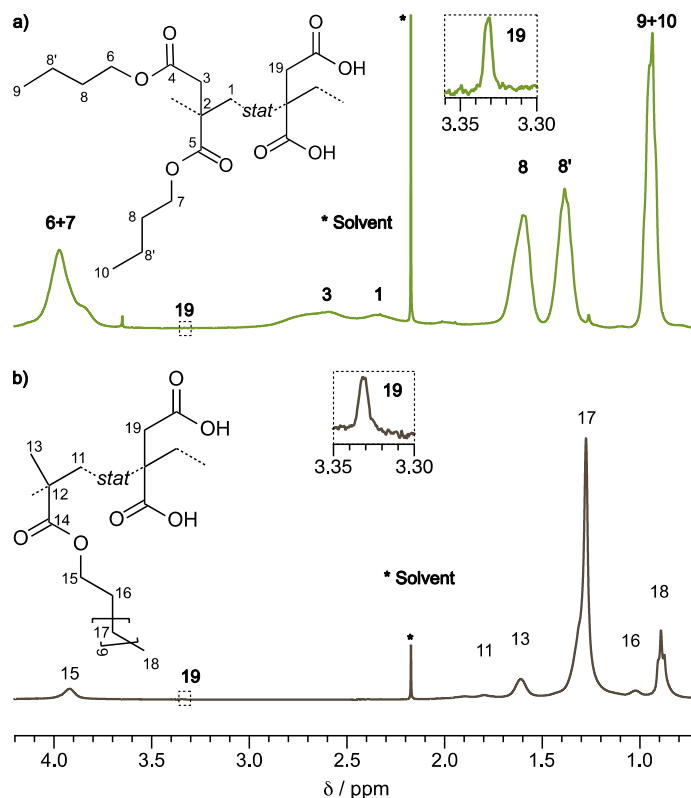 a)
*
19
3.35 3.30
9+10
8' 6 O 4 3 19 O OH
9 8 O 1
2 stat
5 O O OH
O
8 7
10 8'
* Solvent
6+7
19
3
1
8
8'
b)
19
3.35 3.30
17
13 11 19 O OH
stat
12
14 O OH
O O
15 16
17
6 18
* Solvent
*
15
19
11
13
16
18
4.0 3.5 3.0 2.5 2.0 1.5 1.0
δ / ppm